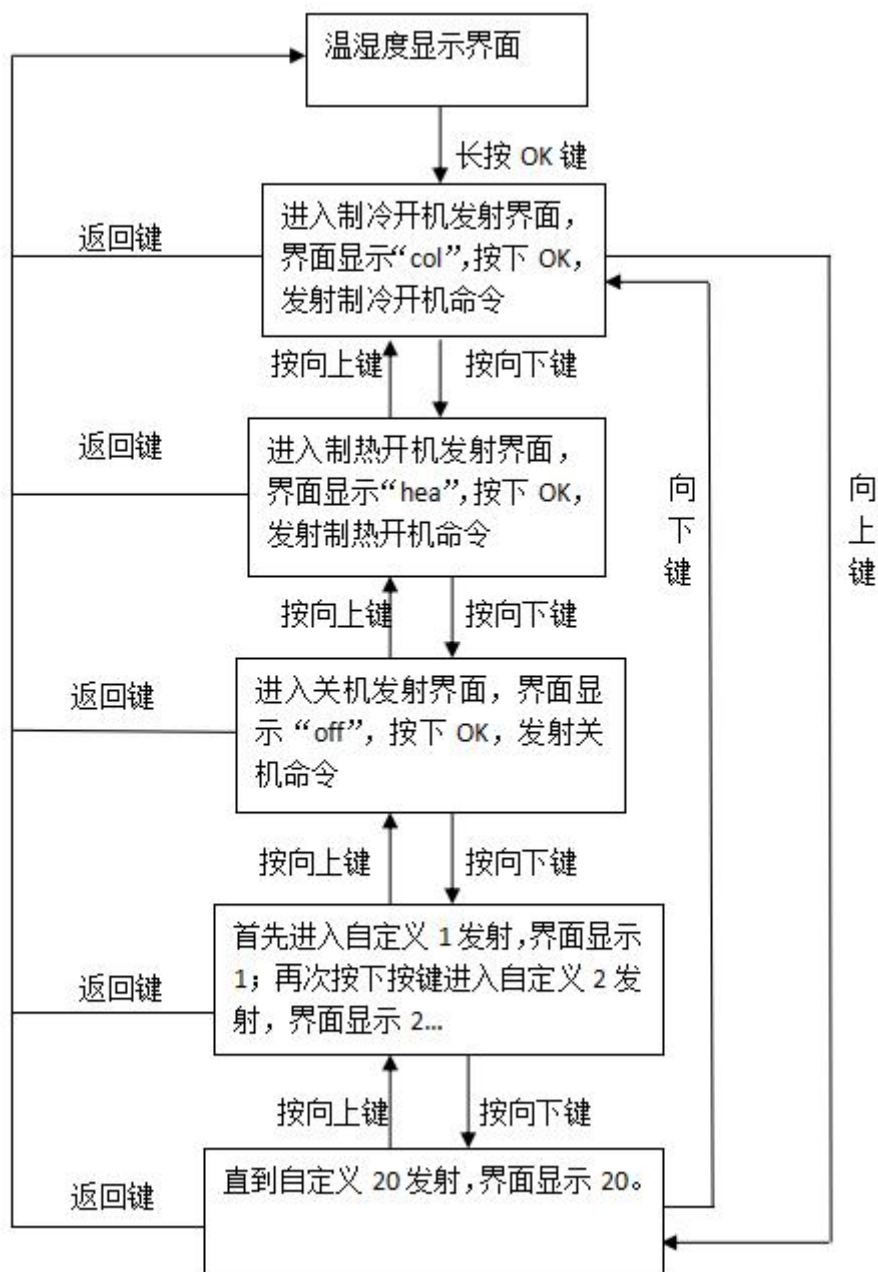 温湿度显示界面
长按 OK 键
返回键
进入制冷开机发射界面，
界面显示“col”,按下 OK，
发射制冷开机命令
按向上键
按向下键
返回键
进入制热开机发射界面，
界面显示“hea”,按下 OK，
发射制热开机命令
向下键
向上键
按向上键
按向下键
返回键
进入关机发射界面，界面显
示“off”，按下 OK，发射关
机命令
按向上键
按向下键
返回键
首先进入自定义 1 发射,界面显示
1；再次按下按键进入自定义 2 发
射，界面显示 2…
按向上键
按向下键
返回键
直到自定义 20 发射,界面显示 20。